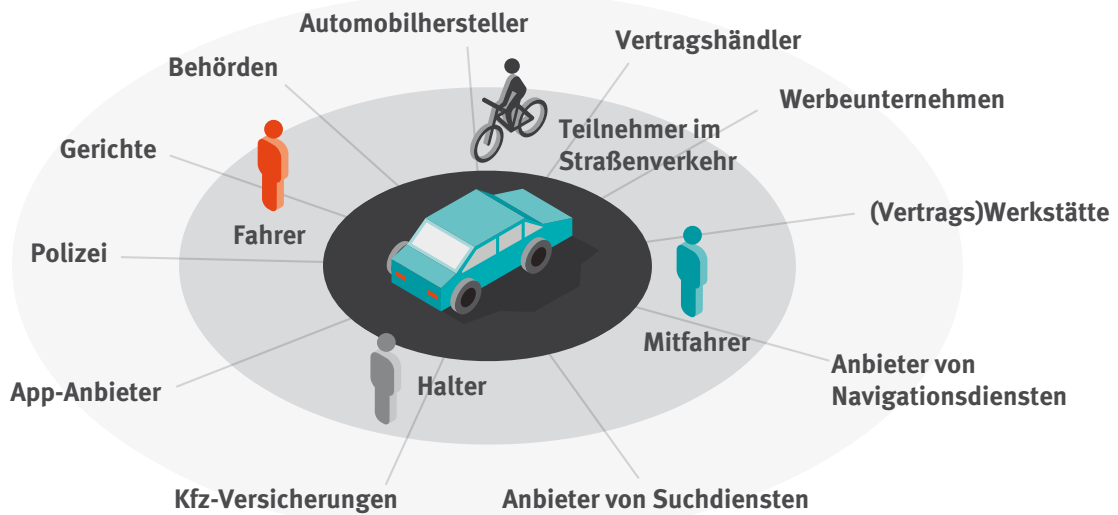 Automobilhersteller
Vertragshändler
Behörden
Werbeunternehmen
Teilnehmer im
Straßenverkehr
Gerichte
(Vertrags)Werkstätte
Fahrer
Polizei
Mitfahrer
Anbieter von
Navigationsdiensten
App-Anbieter
Halter
Kfz-Versicherungen
Anbieter von Suchdiensten